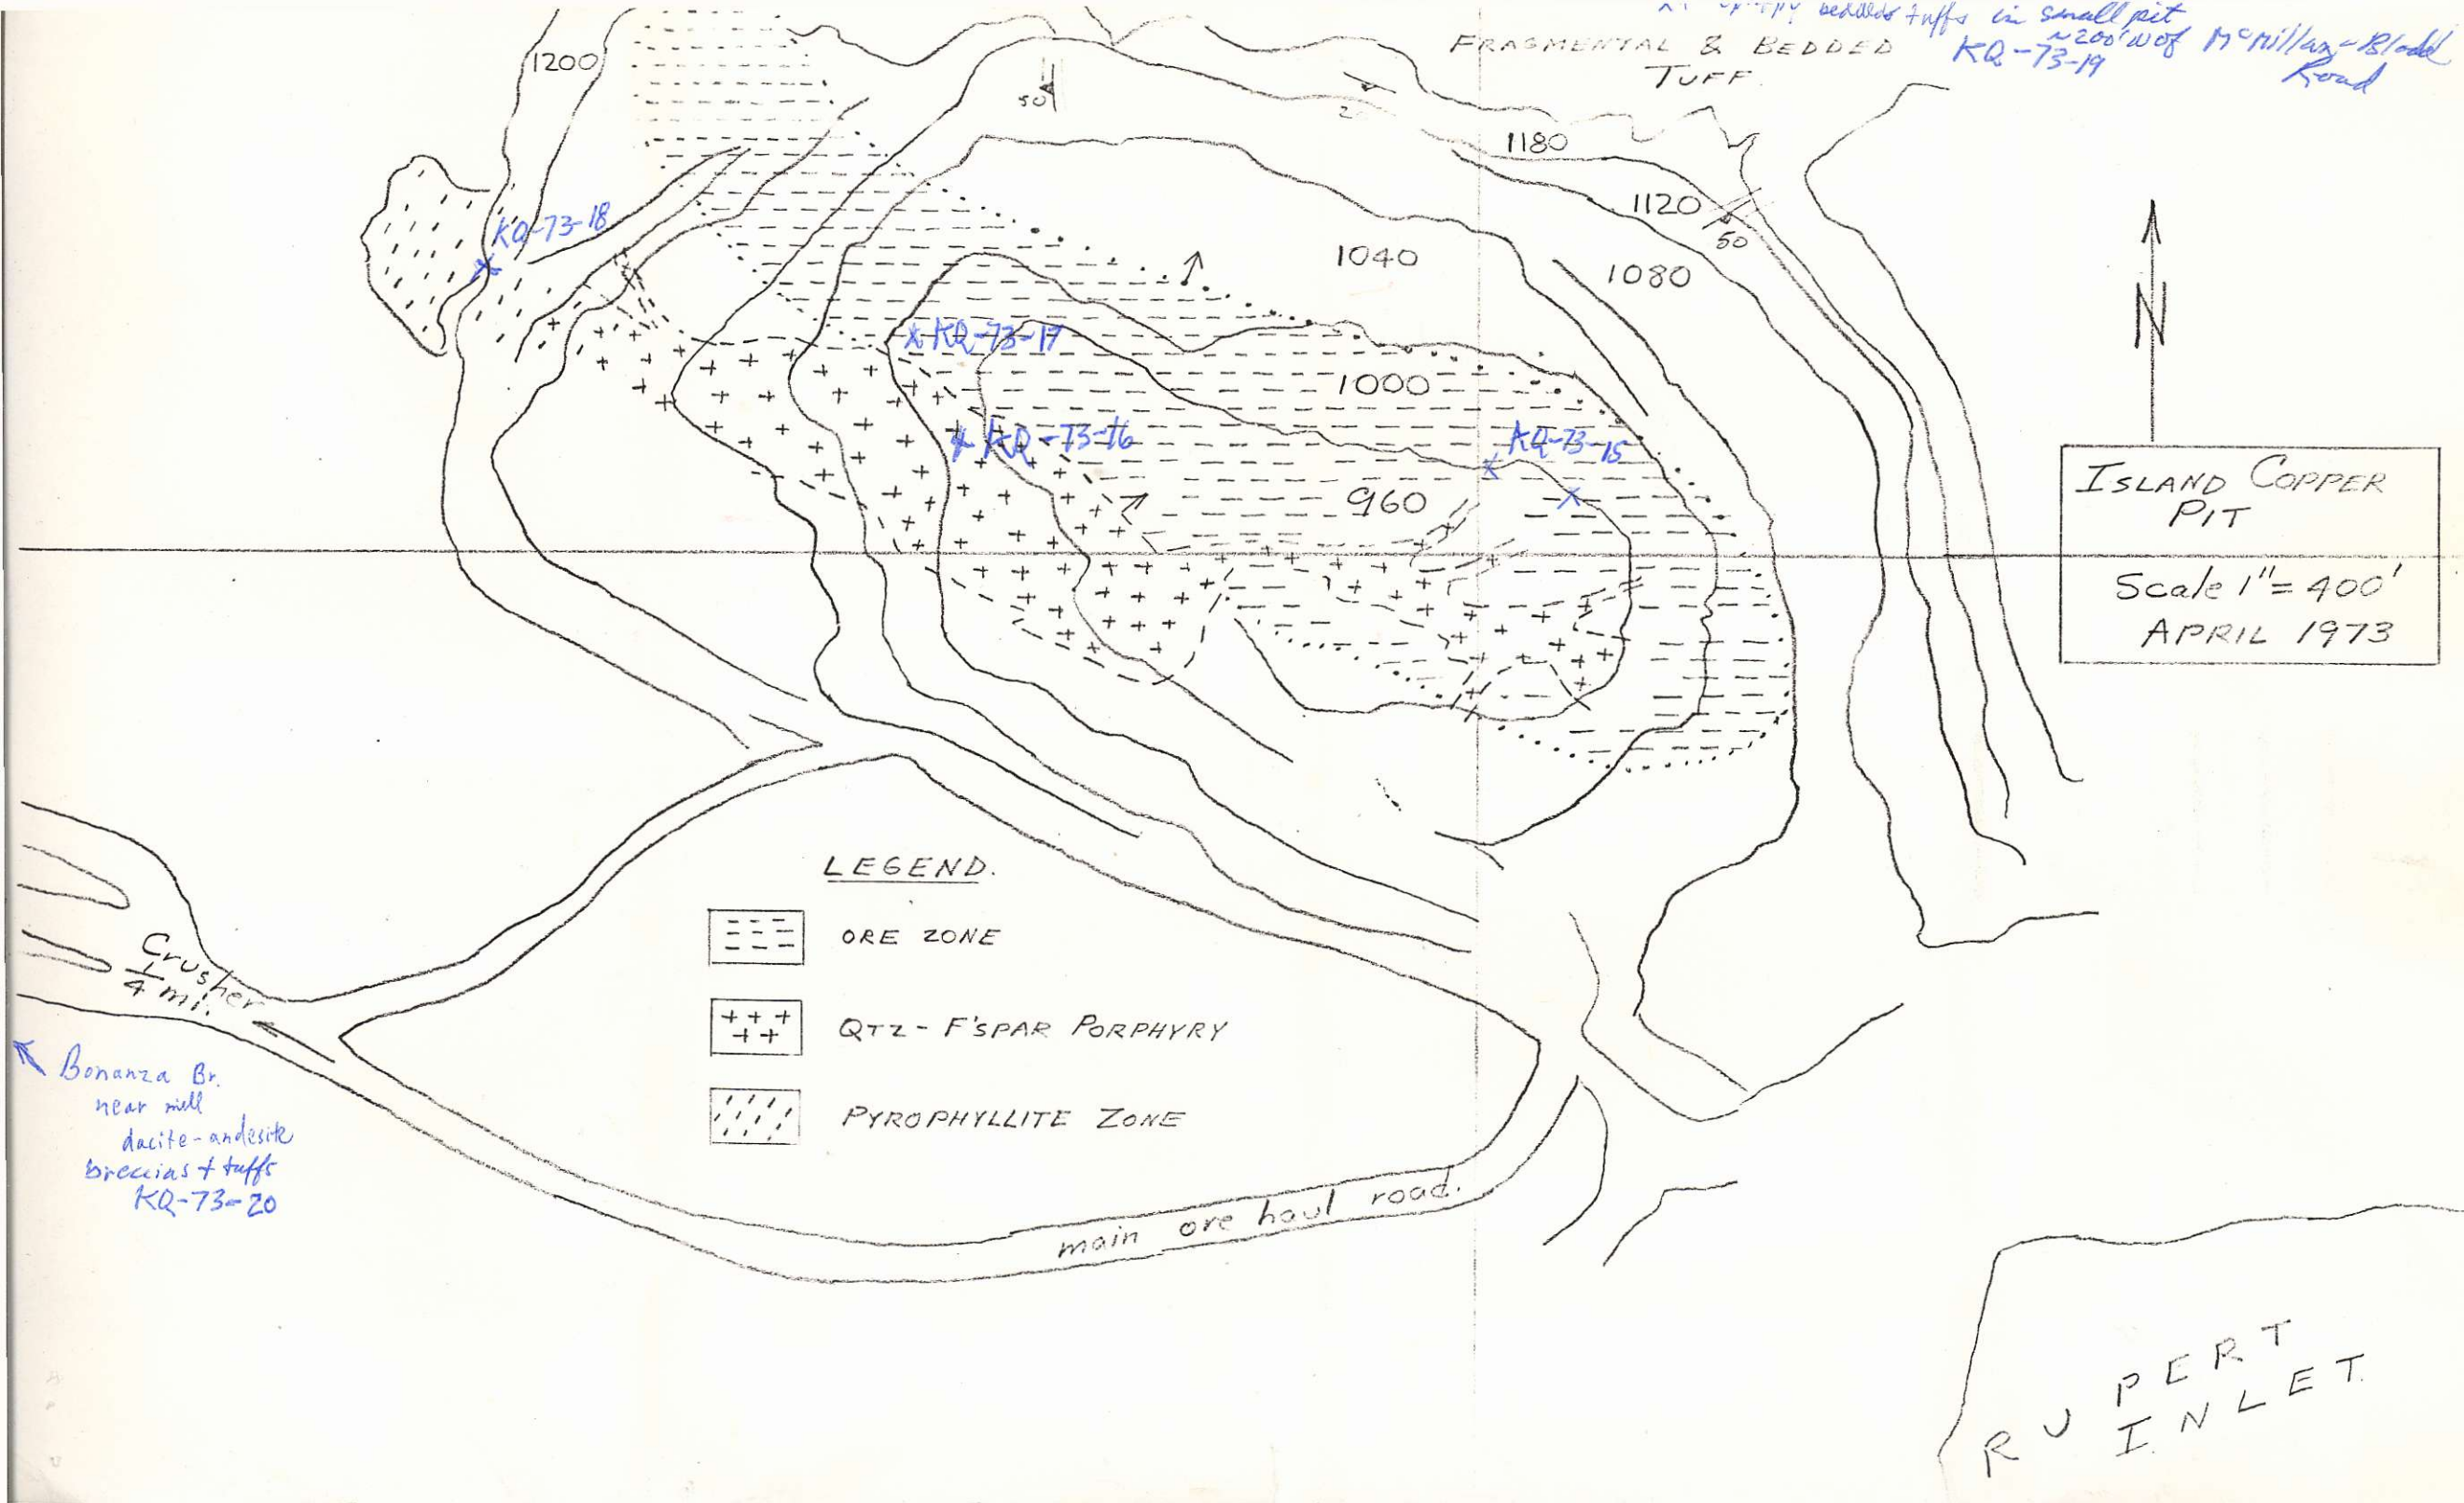 bedded tuffs in small pit
~200' W of McMillan-Bloedel
KQ-73-19 Road
FRAGMENTAL & BEDDED
TUFF
1200
50
2
1180
1120
50
1040
1080
KQ-73-18
KQ-73-17
1000
KQ-73-16
KQ-73-15
960
N
ISLAND COPPER
PIT
Scale 1" = 400'
APRIL 1973
LEGEND.
ORE ZONE
QTZ - F'SPAR PORPHYRY
PYROPHYLLITE ZONE
Crusher
1/4 mi.
Bonanza Br.
near mill
dacite-andesite
breccias + tuffs
KQ-73-20
main ore haul road.
RUPERT
INLET